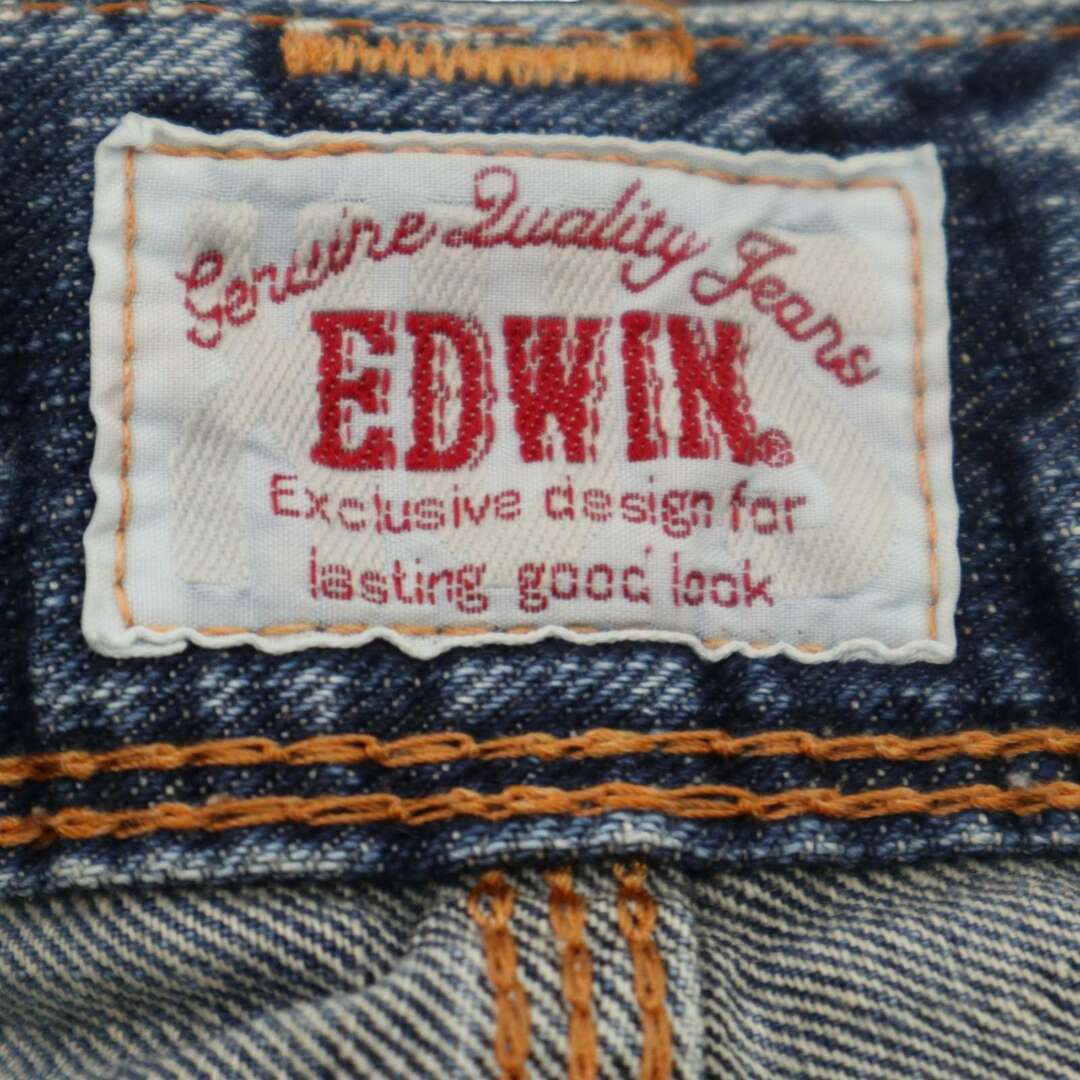 Genuine Quality Jeans
EDWIN®
Exclusive design for
lasting good look